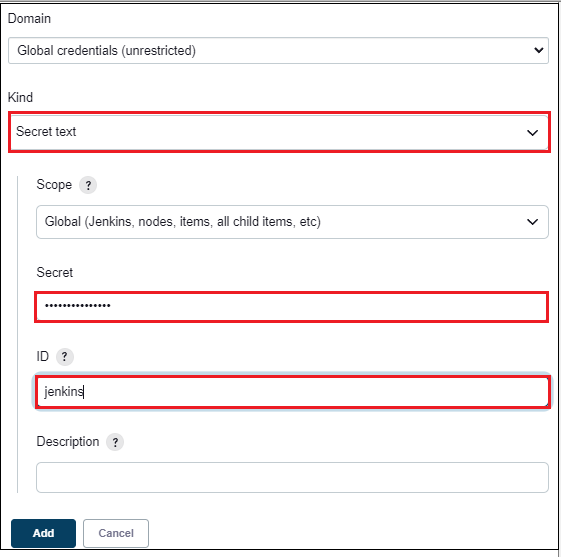 Domain
Global credentials (unrestricted)
Kind
Secret text
Scope ?
Global (Jenkins, nodes, items, all child items, etc)
Secret
•••••••••••••••
ID ?
jenkins
Description ?
Add Cancel